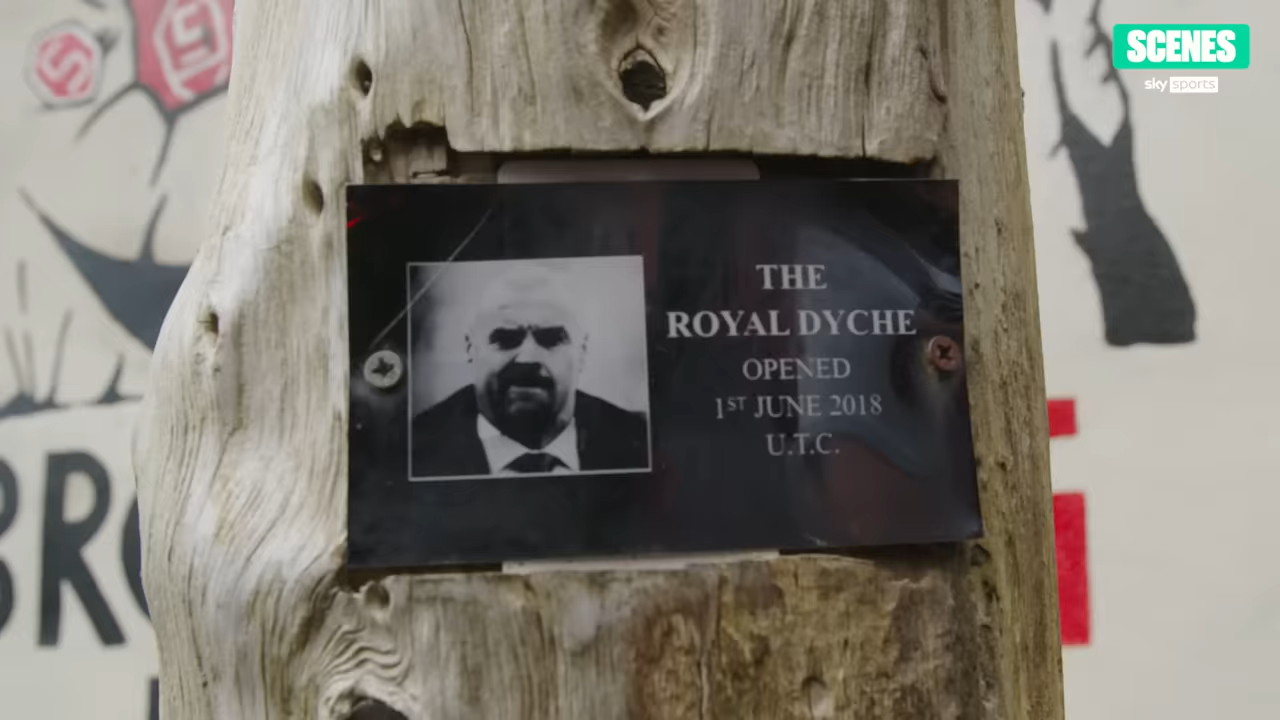 SCENES
sky sports
THE
ROYAL DYCHE
OPENED
1ST JUNE 2018
U.T.C.
BRO